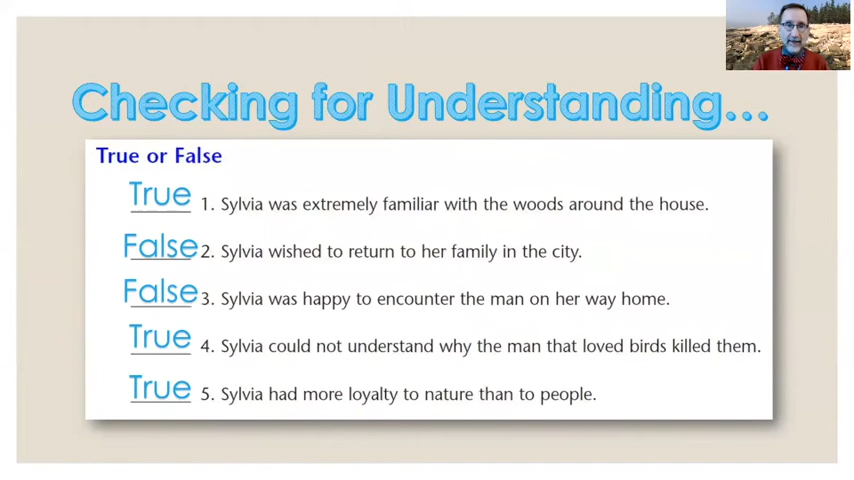 Checking for Understanding...
True or False
True 1. Sylvia was extremely familiar with the woods around the house.
False 2. Sylvia wished to return to her family in the city.
False 3. Sylvia was happy to encounter the man on her way home.
True 4. Sylvia could not understand why the man that loved birds killed them.
True 5. Sylvia had more loyalty to nature than to people.